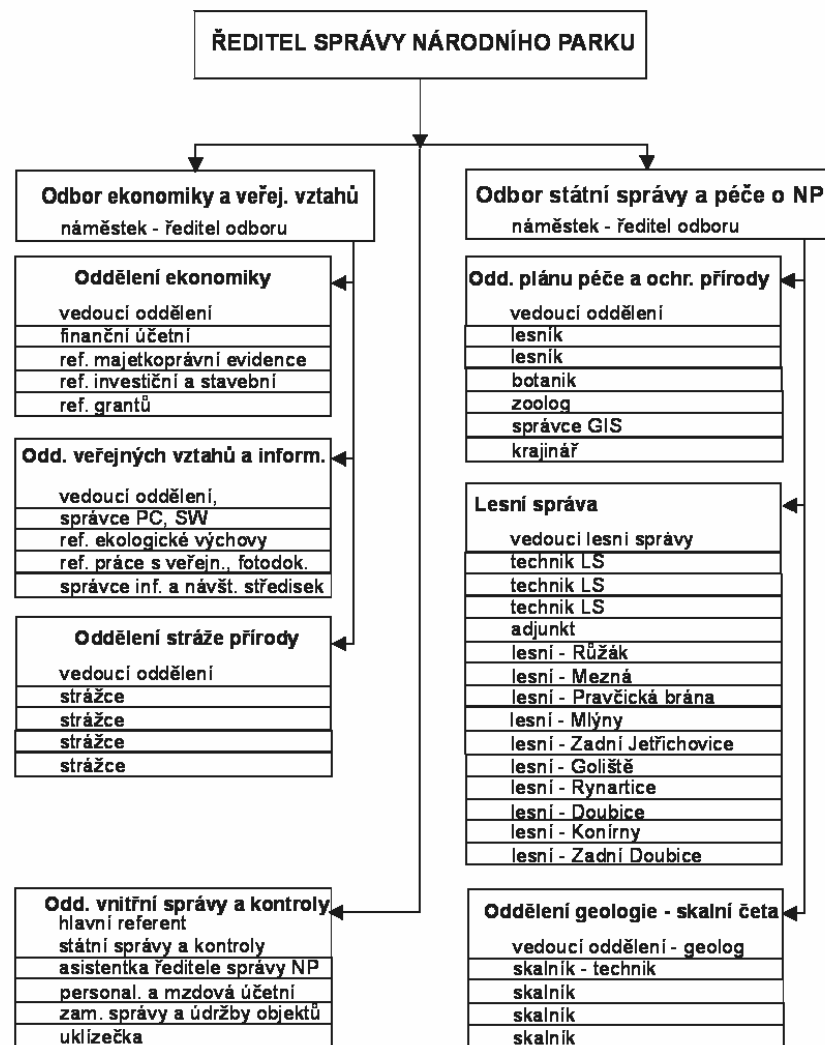 ŘEDITEL SPRÁVY NÁRODNÍHO PARKU
Odbor ekonomiky a veřej. vztahů
náměstek - ředitel odboru
Oddělení ekonomiky
vedoucí oddělení
finanční účetní
ref. majetkoprávní evidence
ref. investiční a stavební
ref. grantů
Odd. veřejných vztahů a inform.
vedoucí oddělení,
správce PC, SW
ref. ekologické výchovy
ref. práce s veřejn., fotodok.
správce inf. a návšt. středisek
Oddělení stráže přírody
vedoucí oddělení
strážce
strážce
strážce
strážce
Odd. vnitřní správy a kontroly
hlavní referent
státní správy a kontroly
asistentka ředitele správy NP
personal. a mzdová účetní
zam. správy a údržby objektů
uklízečka
Odbor státní správy a péče o NP
náměstek - ředitel odboru
Odd. plánu péče a ochr. přírody
vedoucí oddělení
lesník
lesník
botanik
zoolog
správce GIS
krajinář
Lesní správa
vedoucí lesní správy
technik LS
technik LS
technik LS
adjunkt
lesní - Růžák
lesní - Mezná
lesní - Pravčická brána
lesní - Mlýny
lesní - Zadní Jetřichovice
lesní - Goliště
lesní - Rynartice
lesní - Doubice
lesní - Konírny
lesní - Zadní Doubice
Oddělení geologie - skalní četa
vedoucí oddělení - geolog
skalník - technik
skalník
skalník
skalník